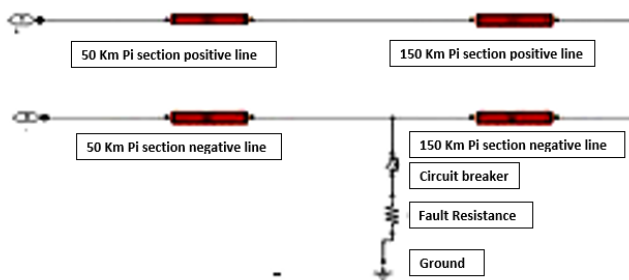 50 Km Pi section positive line
150 Km Pi section positive line
50 Km Pi section negative line
150 Km Pi section negative line
Circuit breaker
Fault Resistance
Ground